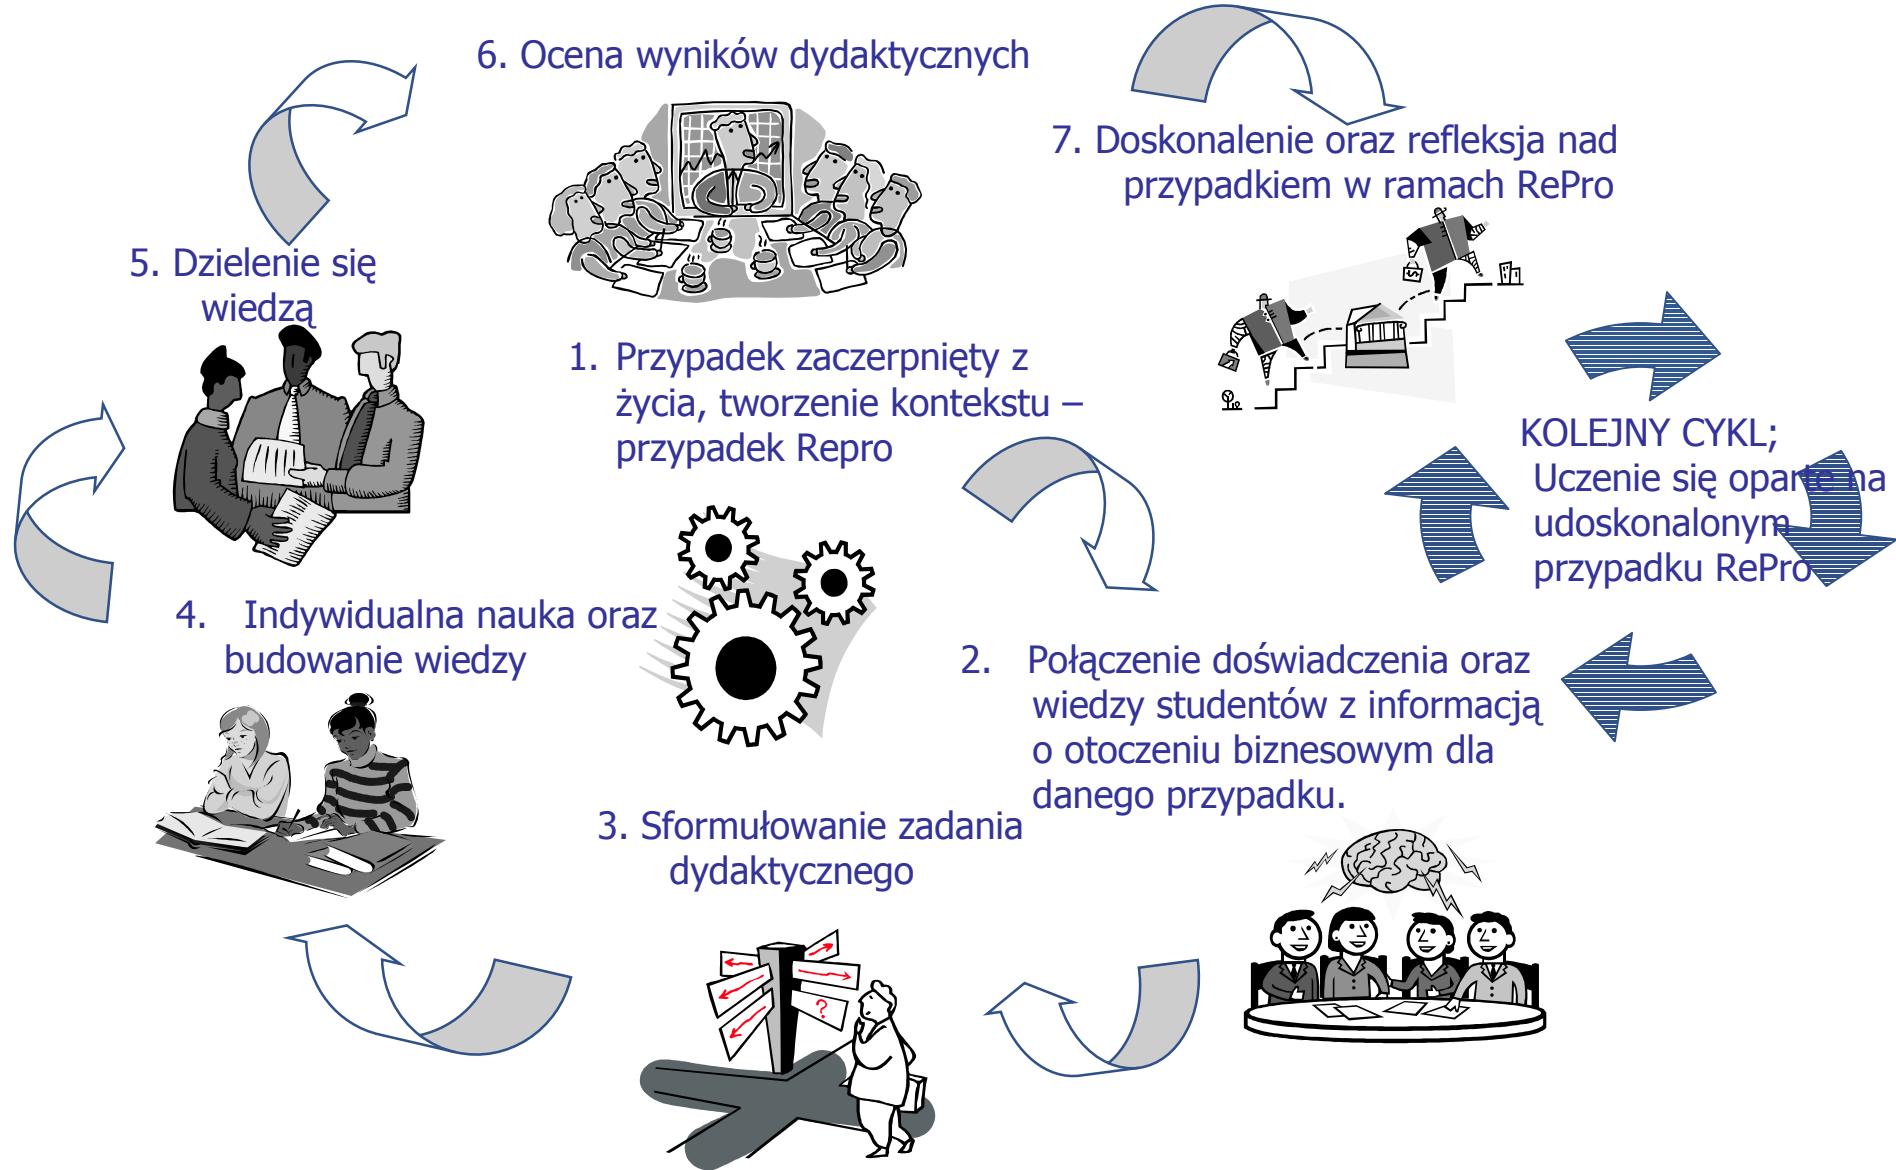 6. Ocena wyników dydaktycznych
7. Doskonalenie oraz refleksja nad
przypadkiem w ramach RePro
5. Dzielenie się
wiedzą
1. Przypadek zaczerpnięty z
życia, tworzenie kontekstu –
przypadek Repro
KOLEJNY CYKL;
Uczenie się oparte na
udoskonalonym
przypadku RePro
4. Indywidualna nauka oraz
budowanie wiedzy
2. Połączenie doświadczenia oraz
wiedzy studentów z informacją
o otoczeniu biznesowym dla
danego przypadku.
3. Sformułowanie zadania
dydaktycznego
?
$